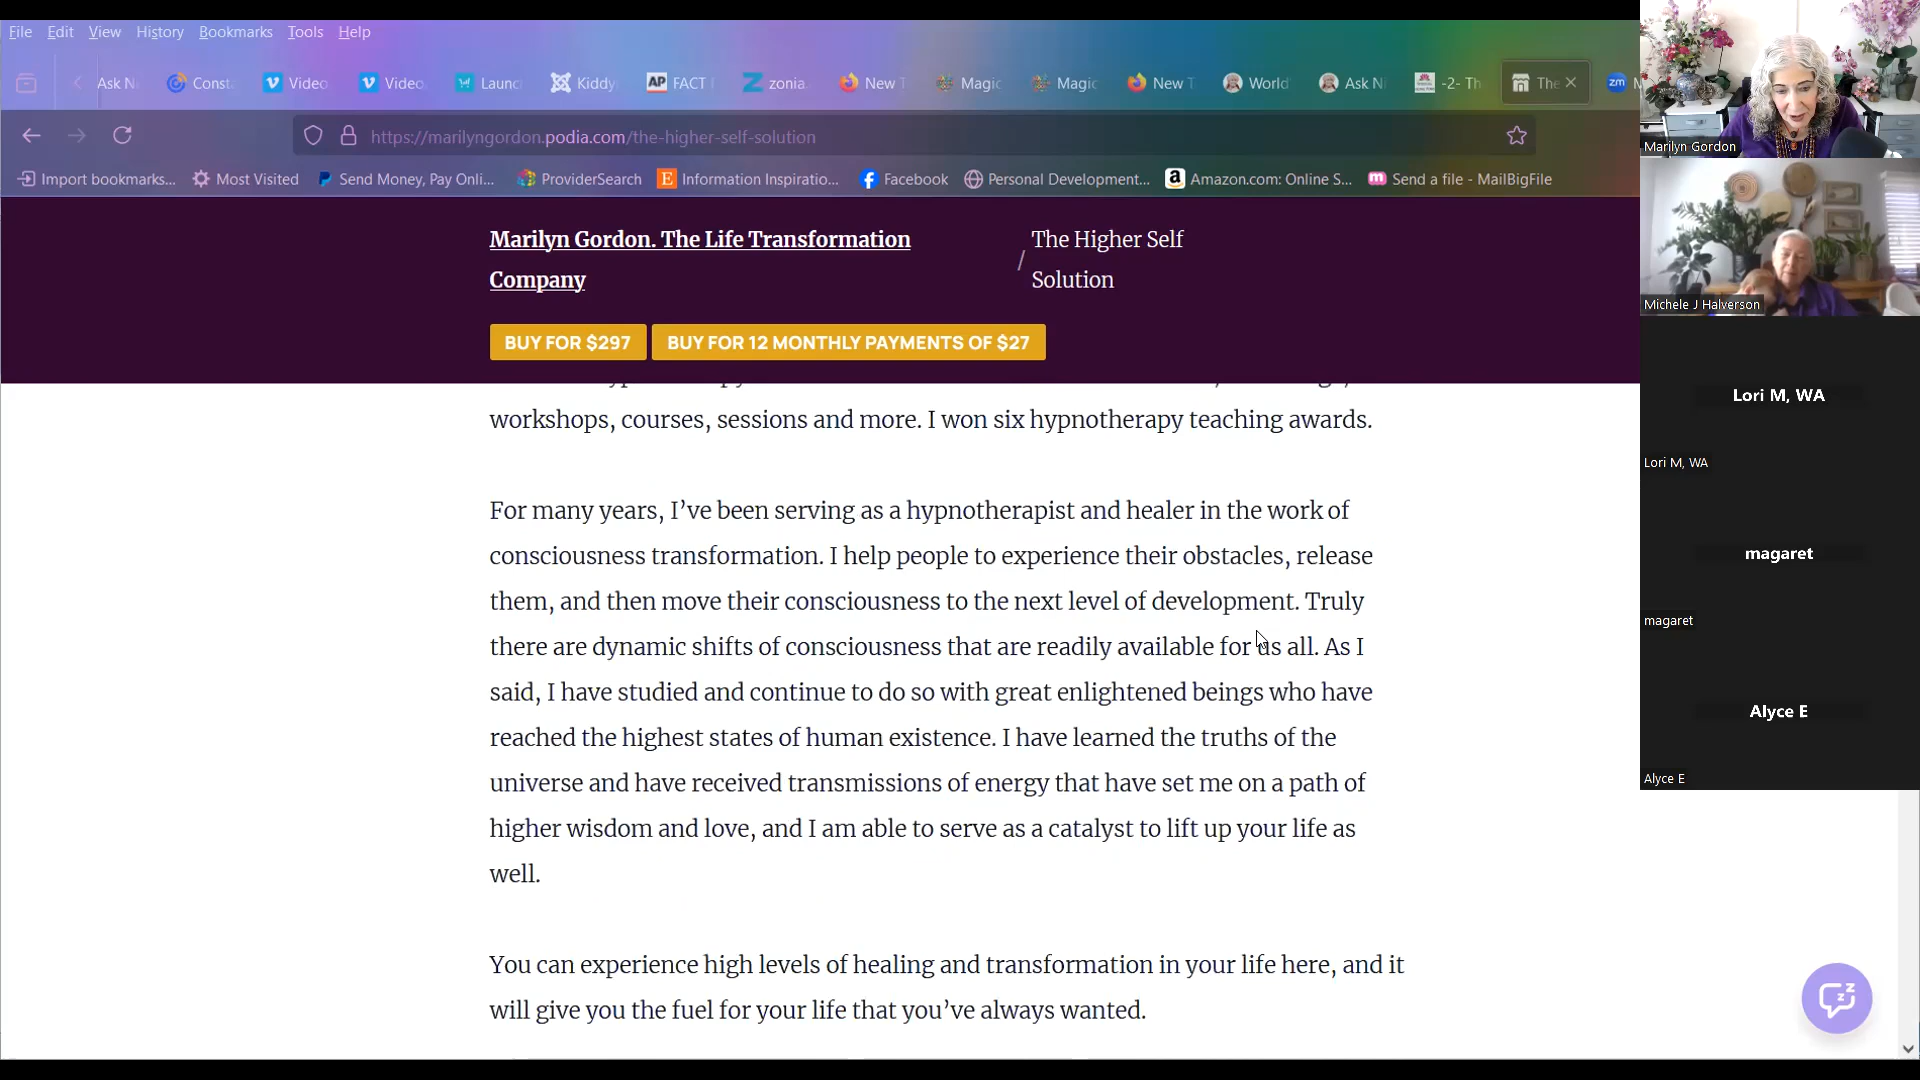 File Edit View History Bookmarks Tools Help
Ask Ni Consta Video Video Launc Kiddy FACT zonia New T Magic Magic New T World Ask Ni -2- Th The
https://marilyngordon.podia.com/the-higher-self-solution
Import bookmarks... Most Visited Send Money, Pay Onli... ProviderSearch Information Inspiratio... Facebook Personal Development... Amazon.com: Online S... Send a file - MailBigFile
Marilyn Gordon. The Life Transformation
Company
/
The Higher Self
Solution
BUY FOR $297 BUY FOR 12 MONTHLY PAYMENTS OF $27
workshops, courses, sessions and more. I won six hypnotherapy teaching awards.
For many years, I’ve been serving as a hypnotherapist and healer in the work of
consciousness transformation. I help people to experience their obstacles, release
them, and then move their consciousness to the next level of development. Truly
there are dynamic shifts of consciousness that are readily available for us all. As I
said, I have studied and continue to do so with great enlightened beings who have
reached the highest states of human existence. I have learned the truths of the
universe and have received transmissions of energy that have set me on a path of
higher wisdom and love, and I am able to serve as a catalyst to lift up your life as
well.
You can experience high levels of healing and transformation in your life here, and it
will give you the fuel for your life that you’ve always wanted.
Marilyn Gordon
Michele J Halverson
Lori M, WA
Lori M, WA
magaret
magaret
Alyce E
Alyce E